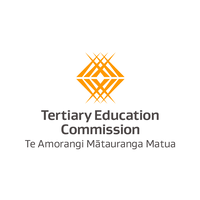 Tertiary Education
Commission
Te Amorangi Mātauranga Matua